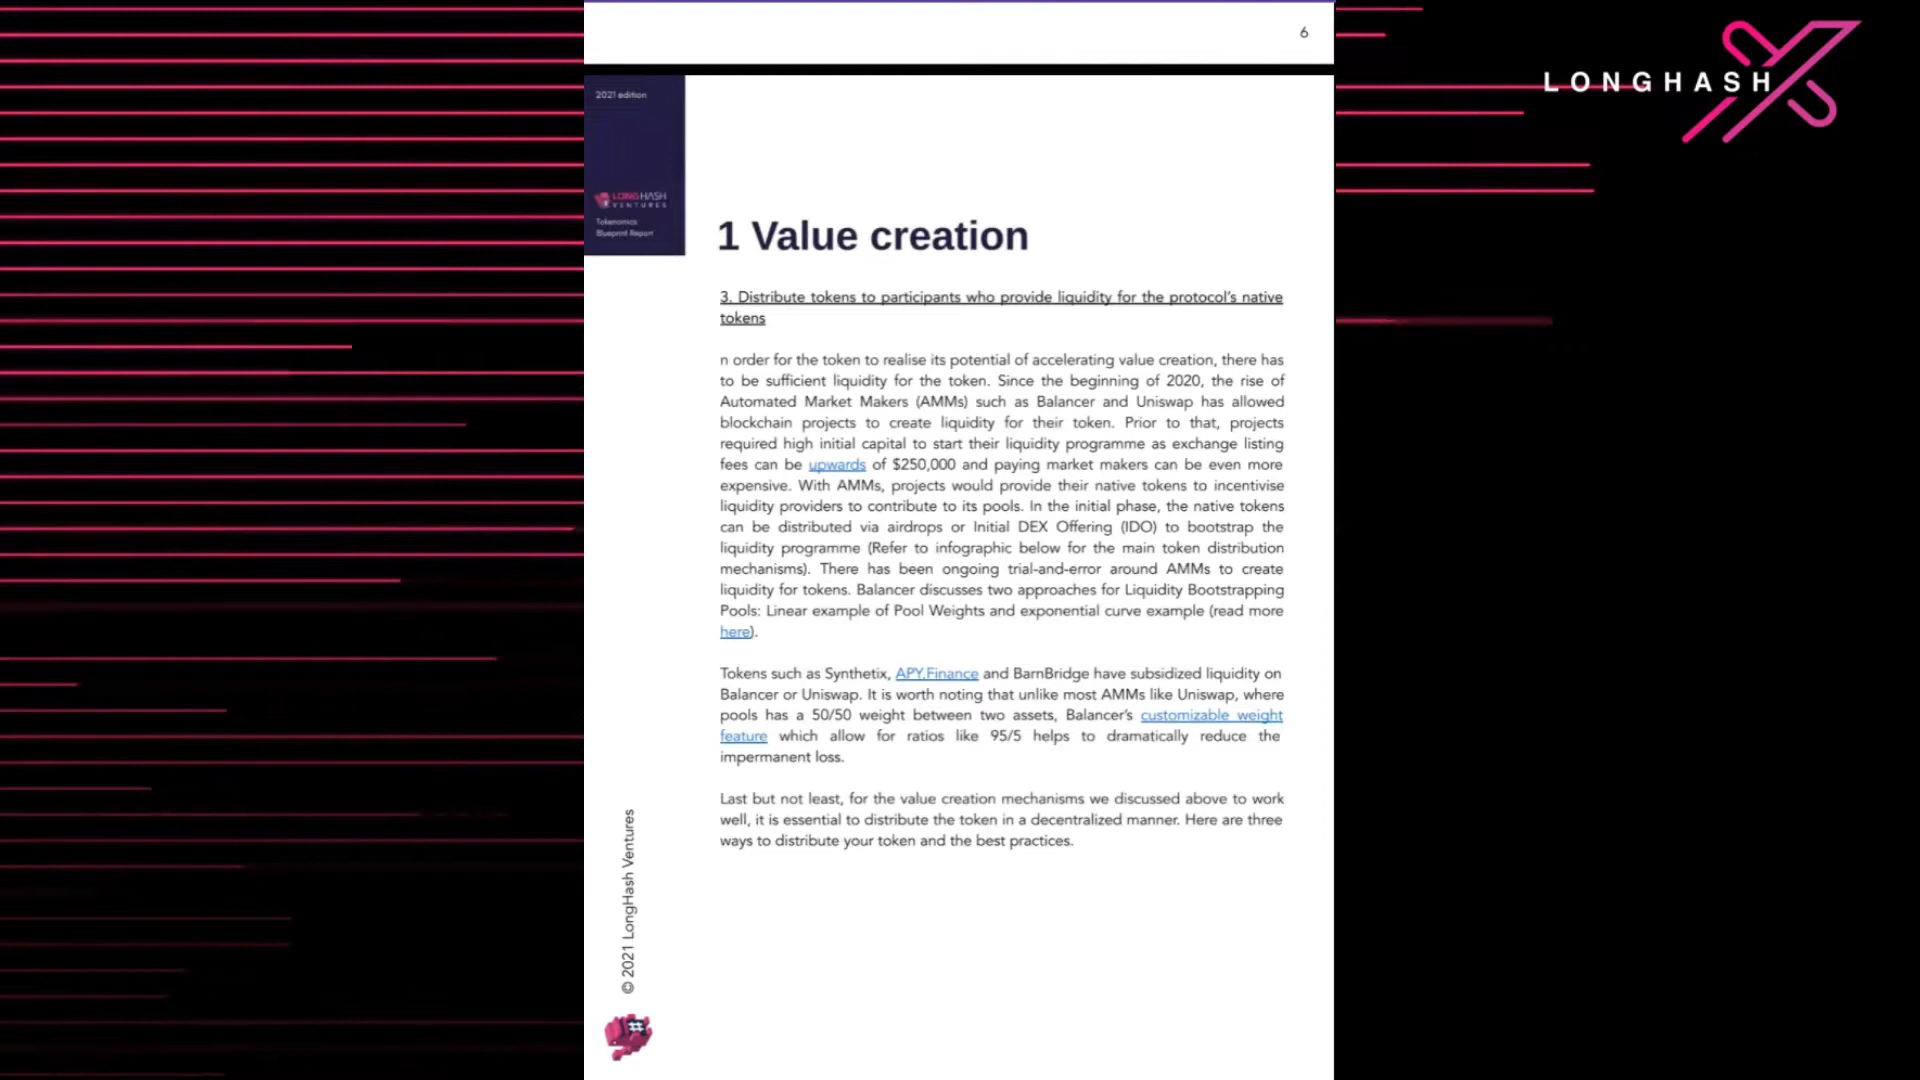 6
LONGHASH
2021 edition
LONGHASH
VENTURES
Tokenomics
Blueprint Report
1 Value creation
3. Distribute tokens to participants who provide liquidity for the protocol's native
tokens
n order for the token to realise its potential of accelerating value creation, there has
to be sufficient liquidity for the token. Since the beginning of 2020, the rise of
Automated Market Makers (AMMs) such as Balancer and Uniswap has allowed
blockchain projects to create liquidity for their token. Prior to that, projects
required high initial capital to start their liquidity programme as exchange listing
fees can be upwards of $250,000 and paying market makers can be even more
expensive. With AMMs, projects would provide their native tokens to incentivise
liquidity providers to contribute to its pools. In the initial phase, the native tokens
can be distributed via airdrops or Initial DEX Offering (IDO) to bootstrap the
liquidity programme (Refer to infographic below for the main token distribution
mechanisms). There has been ongoing trial-and-error around AMMs to create
liquidity for tokens. Balancer discusses two approaches for Liquidity Bootstrapping
Pools: Linear example of Pool Weights and exponential curve example (read more
here).
Tokens such as Synthetix, APY.Finance and BarnBridge have subsidized liquidity on
Balancer or Uniswap. It is worth noting that unlike most AMMs like Uniswap, where
pools has a 50/50 weight between two assets, Balancer's customizable weight
feature which allow for ratios like 95/5 helps to dramatically reduce the
impermanent loss.
Last but not least, for the value creation mechanisms we discussed above to work
well, it is essential to distribute the token in a decentralized manner. Here are three
ways to distribute your token and the best practices.
© 2021 LongHash Ventures